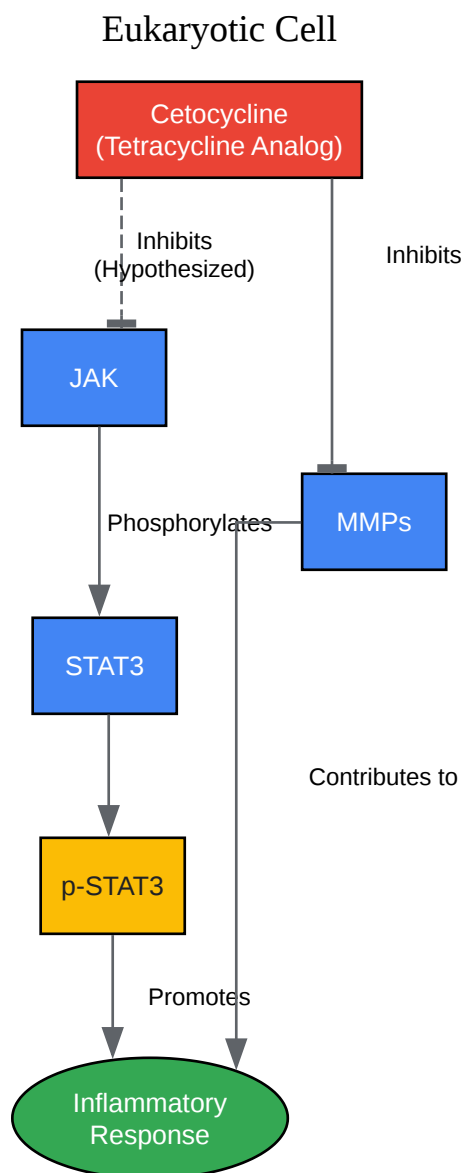 Eukaryotic Cell
Cetocycline
(Tetracycline Analog)
Inhibits
(Hypothesized)
Inhibits
JAK
Phosphorylates
MMPs
STAT3
Contributes to
p-STAT3
Promotes
Inflammatory
Response